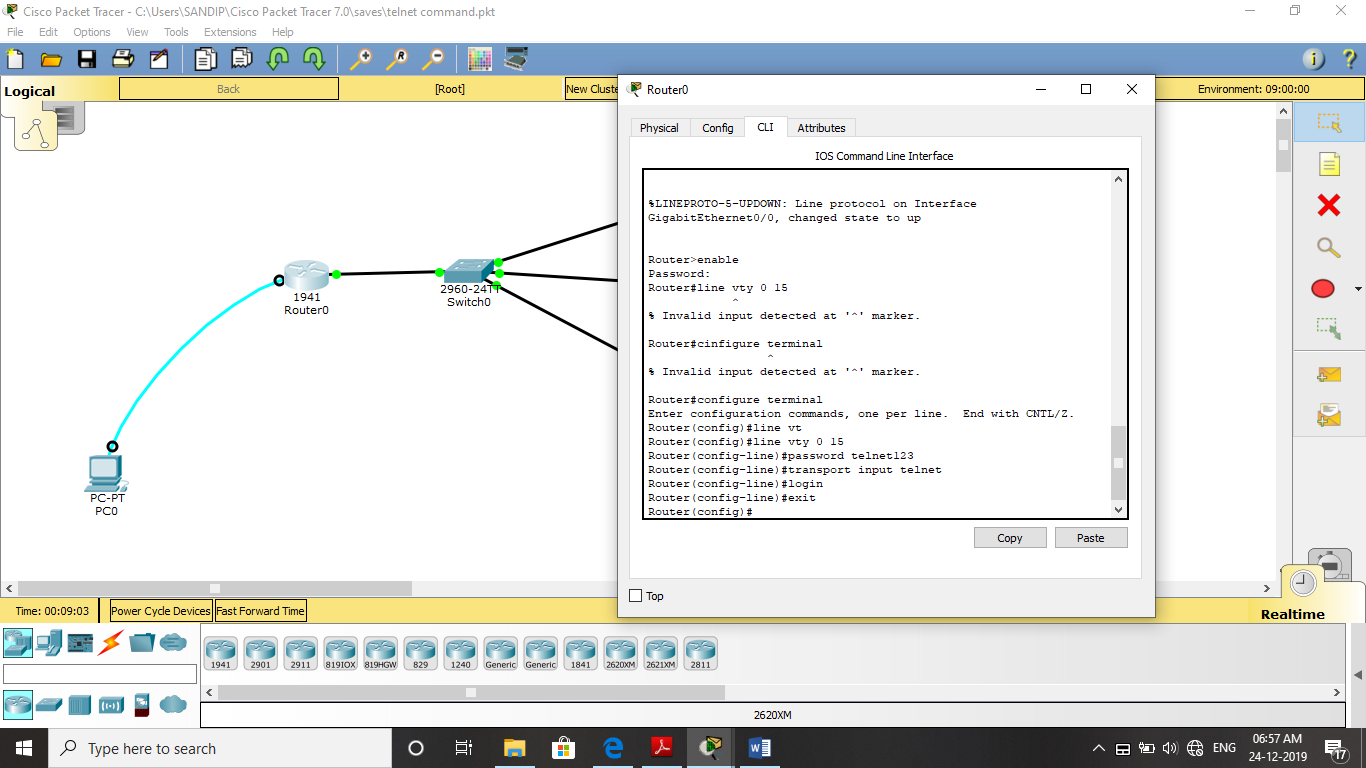 Cisco Packet Tracer - C:\Users\SANDIP\Cisco Packet Tracer 7.0\saves\telnet command.pkt
File Edit Options View Tools Extensions Help
Logical
Back
[Root]
New Cluste
Environment: 09:00:00
Router0
Physical Config CLI Attributes
IOS Command Line Interface
%LINEPROTO-5-UPDOWN: Line protocol on Interface
GigabitEthernet0/0, changed state to up
Router>enable
Password:
Router#line vty 0 15
^
% Invalid input detected at '^' marker.
Router#cinfigure terminal
^
% Invalid input detected at '^' marker.
Router#configure terminal
Enter configuration commands, one per line.  End with CNTL/Z.
Router(config)#line vt
Router(config)#line vty 0 15
Router(config-line)#password telnet123
Router(config-line)#transport input telnet
Router(config-line)#login
Router(config-line)#exit
Router(config)#
Copy Paste
Top
1941
Router0
2960-24TT
Switch0
PC-PT
PC0
Time: 00:09:03 Power Cycle Devices Fast Forward Time
Realtime
1941 2901 2911 819IOX 819HGW 829 1240 Generic Generic 1841 2620XM 2621XM 2811
2620XM
Type here to search
ENG
06:57 AM
24-12-2019
17